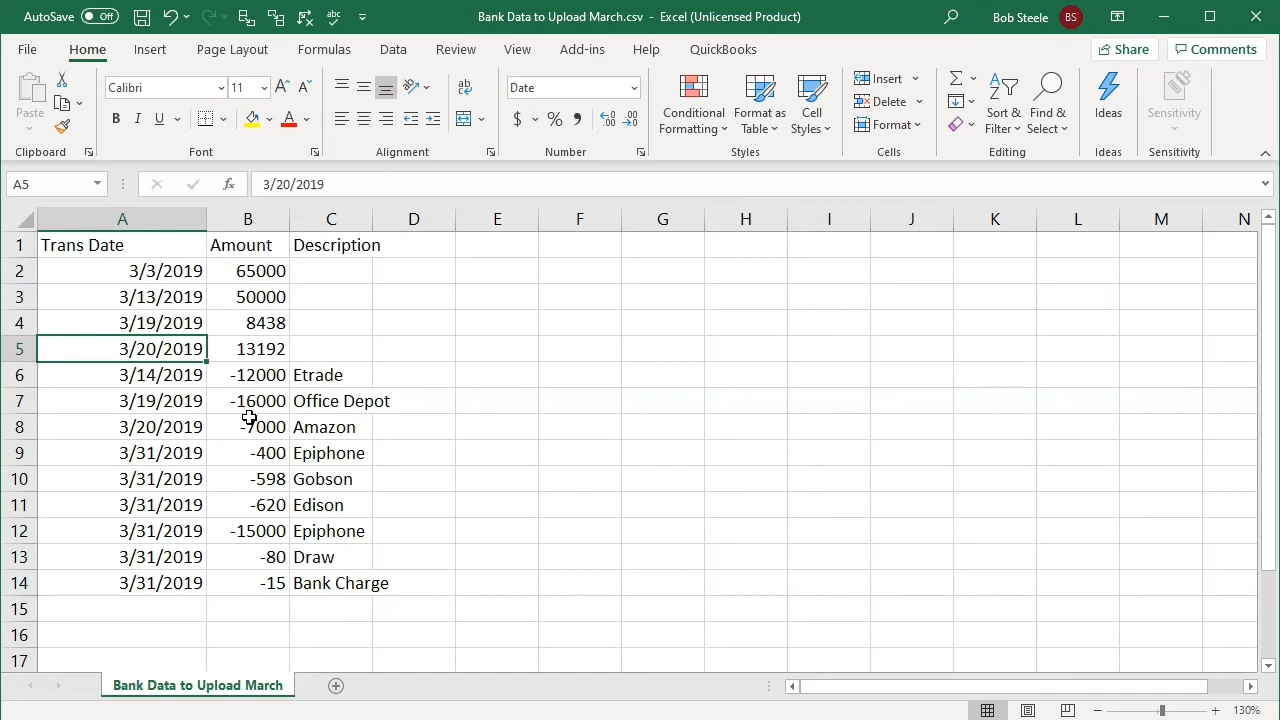 AutoSave Off Bank Data to Upload March.csv - Excel (Unlicensed Product) Bob Steele BS
File Home Insert Page Layout Formulas Data Review View Add-ins Help QuickBooks Share Comments
Paste Calibri 11 Date Conditional Formatting Format as Table Cell Styles Insert Delete Format Sort & Filter Find & Select Ideas Sensitivity
Clipboard Font Alignment Number Styles Cells Editing Ideas Sensitivity
A5 fx 3/20/2019
A B C D E F G H I J K L M N
1 Trans Date Amount Description
2 3/3/2019 65000
3 3/13/2019 50000
4 3/19/2019 8438
5 3/20/2019 13192
6 3/14/2019 -12000 Etrade
7 3/19/2019 -16000 Office Depot
8 3/20/2019 -7000 Amazon
9 3/31/2019 -400 Epiphone
10 3/31/2019 -598 Gobson
11 3/31/2019 -620 Edison
12 3/31/2019 -15000 Epiphone
13 3/31/2019 -80 Draw
14 3/31/2019 -15 Bank Charge
15
16
17
Bank Data to Upload March
130%